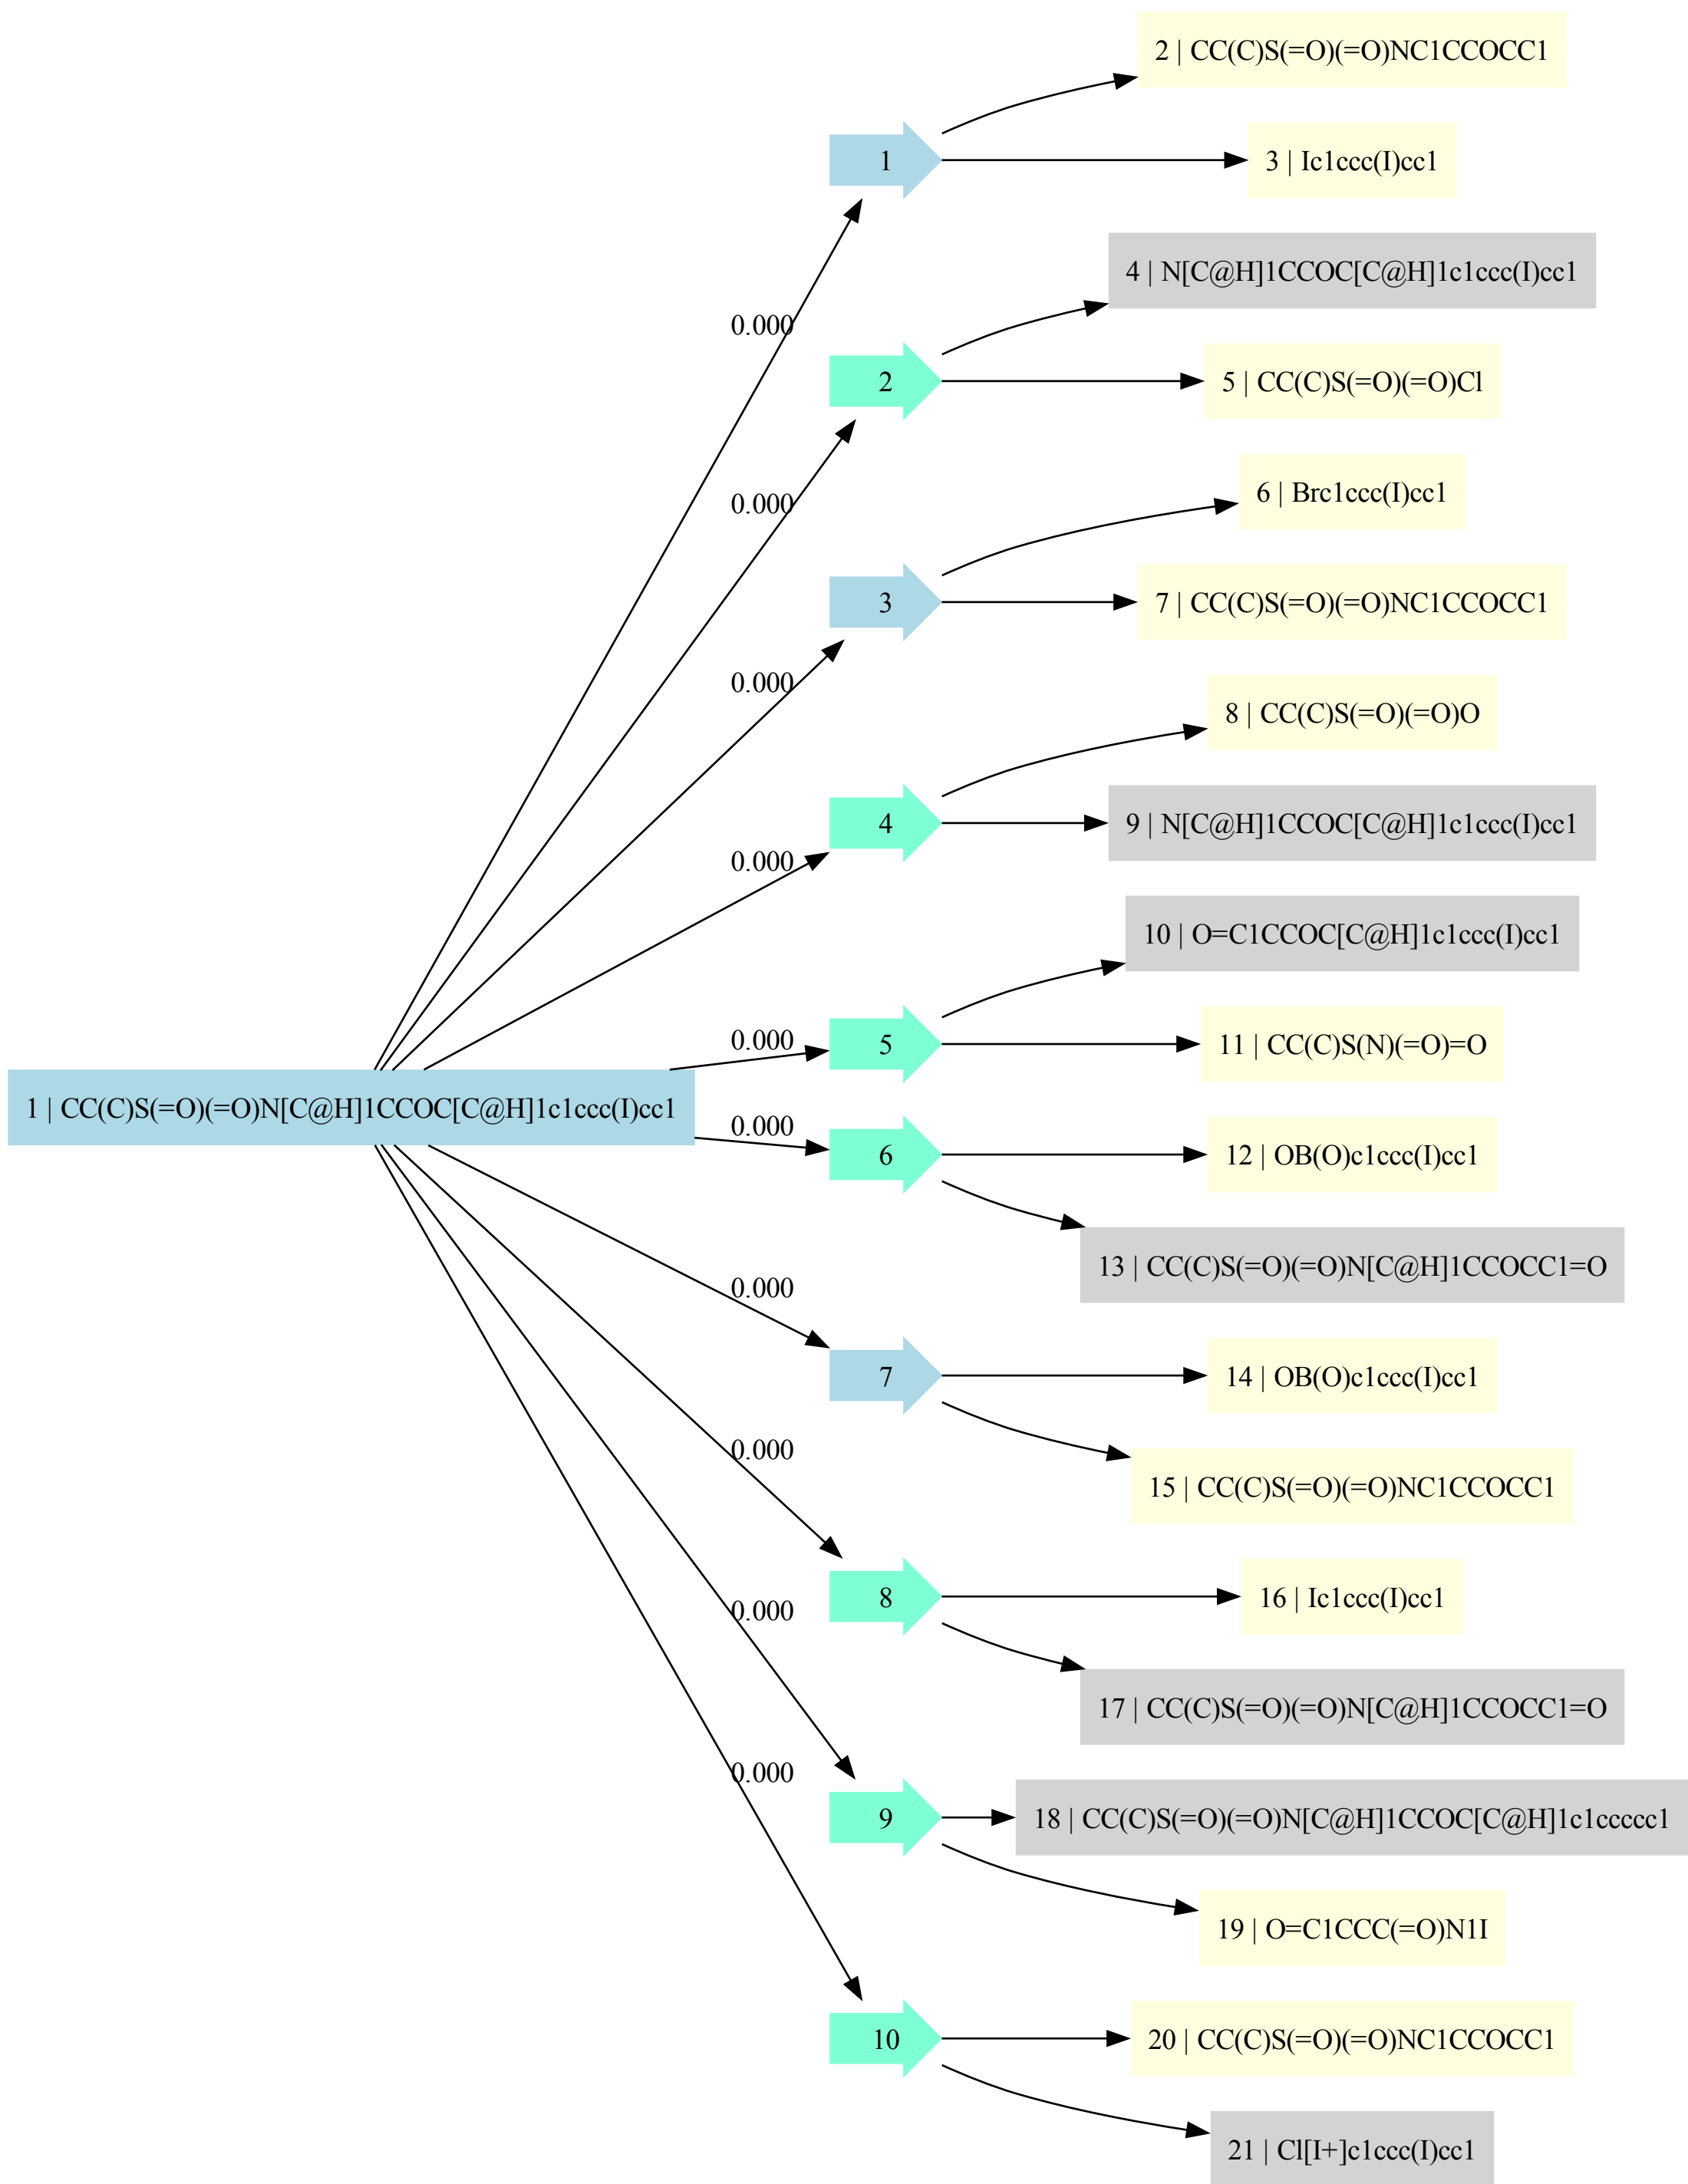 2 | CC(C)S(=O)(=O)NC1CCOCC1
1
3 | Ic1ccc(I)cc1
4 | N[C@H]1CCOC[C@H]1c1ccc(I)cc1
0.000
2
5 | CC(C)S(=O)(=O)Cl
6 | Brc1ccc(I)cc1
0.000
3
7 | CC(C)S(=O)(=O)NC1CCOCC1
0.000
8 | CC(C)S(=O)(=O)O
4
9 | N[C@H]1CCOC[C@H]1c1ccc(I)cc1
0.000
10 | O=C1CCOC[C@H]1c1ccc(I)cc1
0.000
5
11 | CC(C)S(N)(=O)=O
1 | CC(C)S(=O)(=O)N[C@H]1CCOC[C@H]1c1ccc(I)cc1
0.000
6
12 | OB(O)c1ccc(I)cc1
13 | CC(C)S(=O)(=O)N[C@H]1CCOCC1=O
0.000
7
14 | OB(O)c1ccc(I)cc1
0.000
15 | CC(C)S(=O)(=O)NC1CCOCC1
8
16 | Ic1ccc(I)cc1
0.000
17 | CC(C)S(=O)(=O)N[C@H]1CCOCC1=O
0.000
9
18 | CC(C)S(=O)(=O)N[C@H]1CCOC[C@H]1c1ccccc1
19 | O=C1CCC(=O)N1I
10
20 | CC(C)S(=O)(=O)NC1CCOCC1
21 | Cl[I+]c1ccc(I)cc1